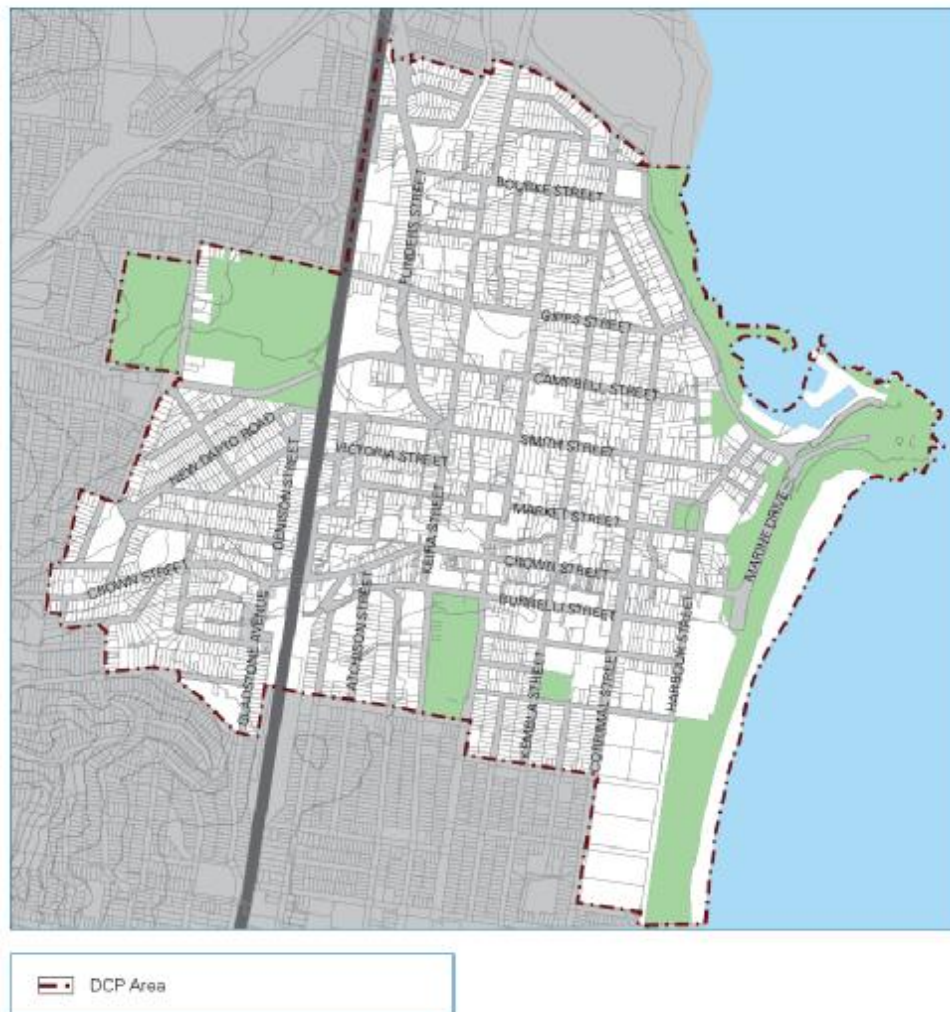 BOURKE STREET
FLINDERS STREET
GIPPS STREET
CAMPBELL STREET
SMITH STREET
NEW DAPTO ROAD
VICTORIA STREET
DENISON STREET
MARKET STREET
MARINE DRIVE
KEIRA STREET
CROWN STREET
CROWN STREET
BURELLI STREET
ATCHISON STREET
GLADSTONE AVENUE
HARBOUR STREET
KEMBLA STREET
CORRIMAL STREET
DCP Area